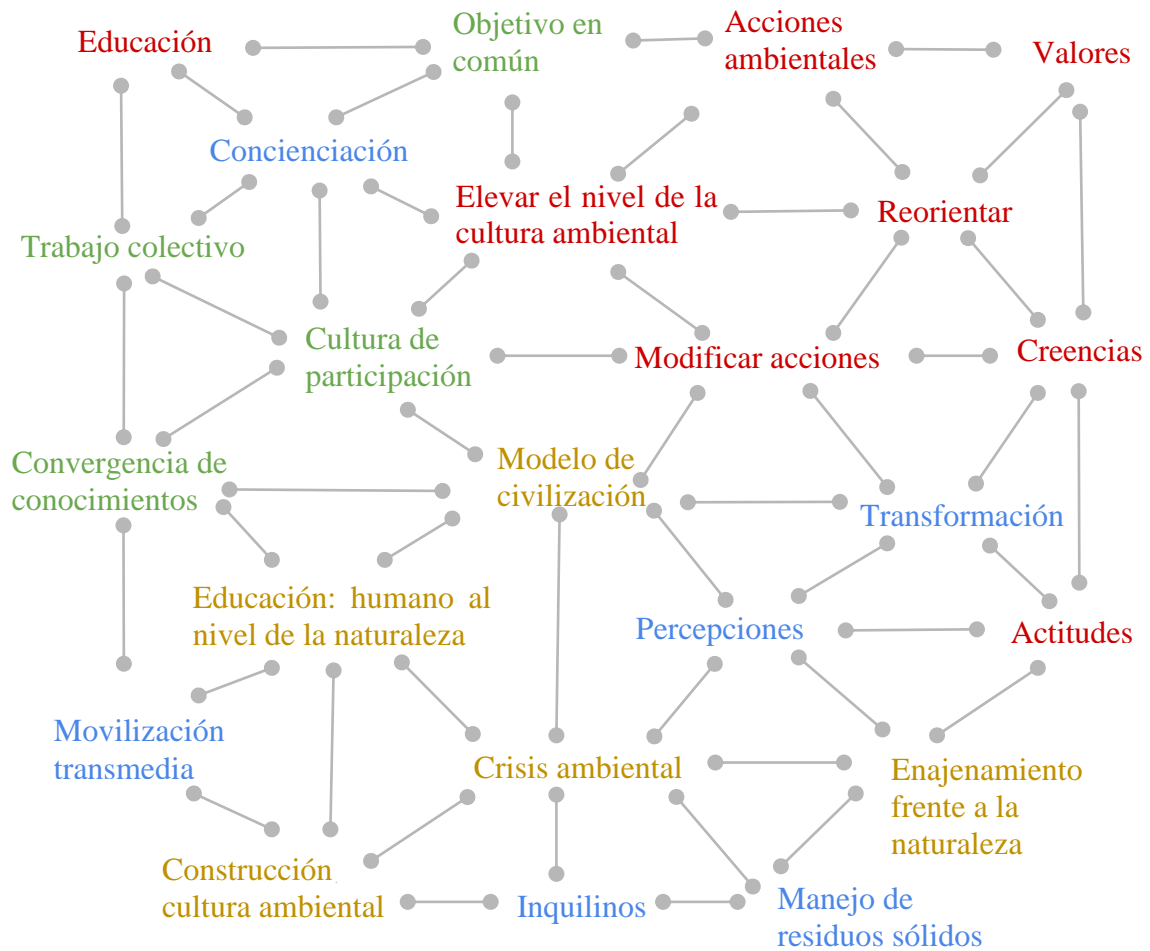 Educación
Objetivo en
común
Acciones
ambientales
Valores
Concienciación
Elevar el nivel de la
cultura ambiental
Reorientar
Trabajo colectivo
Cultura de
participación
Modificar acciones
Creencias
Convergencia de
conocimientos
Modelo de
civilización
Transformación
Educación: humano al
nivel de la naturaleza
Percepciones
Actitudes
Movilización
transmedia
Crisis ambiental
Enajenamiento
frente a la
naturaleza
Construcción
cultura ambiental
Inquilinos
Manejo de
residuos sólidos